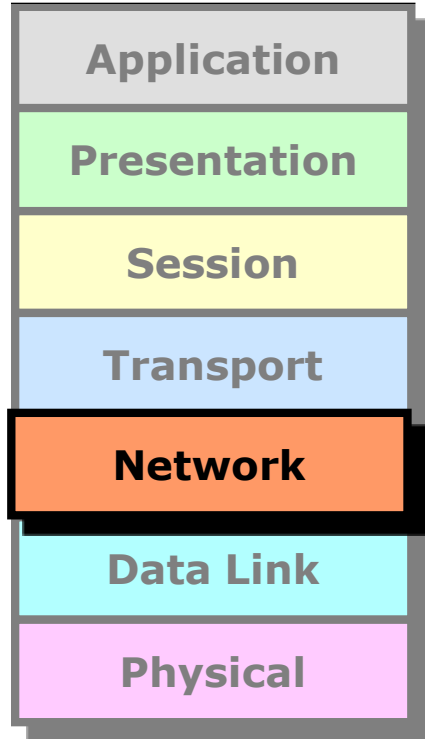 Application
Presentation
Session
Transport
Network
Data Link
Physical